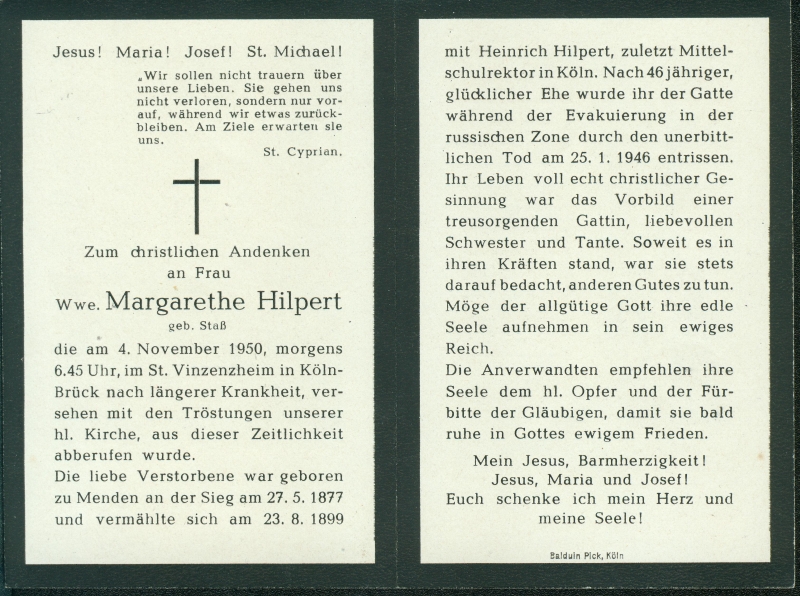 Jesus! Maria! Josef! St. Michael!
„Wir sollen nicht trauern über
unsere Lieben. Sie gehen uns
nicht verloren, sondern nur vor-
auf, während wir etwas zurück-
bleiben. Am Ziele erwarten sie
uns.
St. Cyprian.
Zum christlichen Andenken
an Frau
Wwe. Margarethe Hilpert
geb. Staß
die am 4. November 1950, morgens
6.45 Uhr, im St. Vinzenzheim in Köln-
Brück nach längerer Krankheit, ver-
sehen mit den Tröstungen unserer
hl. Kirche, aus dieser Zeitlichkeit
abberufen wurde.
Die liebe Verstorbene war geboren
zu Menden an der Sieg am 27. 5. 1877
und vermählte sich am 23. 8. 1899
mit Heinrich Hilpert, zuletzt Mittel-
schulrektor in Köln. Nach 46 jähriger,
glücklicher Ehe wurde ihr der Gatte
während der Evakuierung in der
russischen Zone durch den unerbitt-
lichen Tod am 25. 1. 1946 entrissen.
Ihr Leben voll echt christlicher Ge-
sinnung war das Vorbild einer
treusorgenden Gattin, liebevollen
Schwester und Tante. Soweit es in
ihren Kräften stand, war sie stets
darauf bedacht, anderen Gutes zu tun.
Möge der allgütige Gott ihre edle
Seele aufnehmen in sein ewiges
Reich.
Die Anverwandten empfehlen ihre
Seele dem hl. Opfer und der Für-
bitte der Gläubigen, damit sie bald
ruhe in Gottes ewigem Frieden.
Mein Jesus, Barmherzigkeit!
Jesus, Maria und Josef!
Euch schenke ich mein Herz und
meine Seele!
Balduin Pick, Köln